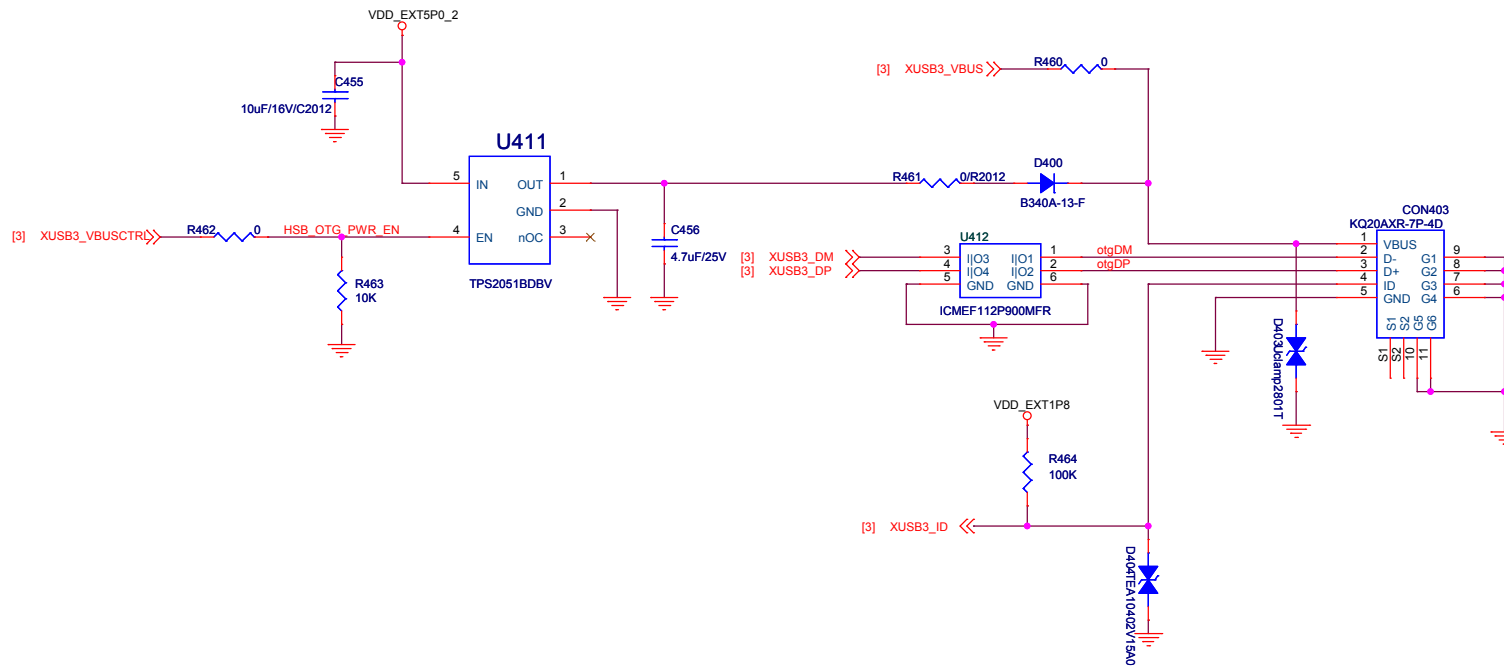 VDD_EXT5P0_2
C455
10uF/16V/C2012
U411
5 IN OUT 1
GND 2
4 EN nOC 3
TPS2051BDBV
[3] XUSB3_VBUSCTRL
R462 0
HSB_OTG_PWR_EN
R463
10K
C456
4.7uF/25V
[3] XUSB3_VBUS
R460 0
R461 0/R2012
D400
B340A-13-F
U412
[3] XUSB3_DM
[3] XUSB3_DP
3 I|O3 I|O1 1
4 I|O4 I|O2 2
5 GND GND 6
ICMEF112P900MFR
otgDM
otgDP
CON403
KQ20AXR-7P-4D
1 VBUS
2 D- G1 9
3 D+ G2 8
4 ID G3 7
5 GND G4 6
S1 S2 G5 G6
S1 S2 10 11
D403Uclamp2801T
VDD_EXT1P8
R464
100K
[3] XUSB3_ID
D404TEA10402V15A0